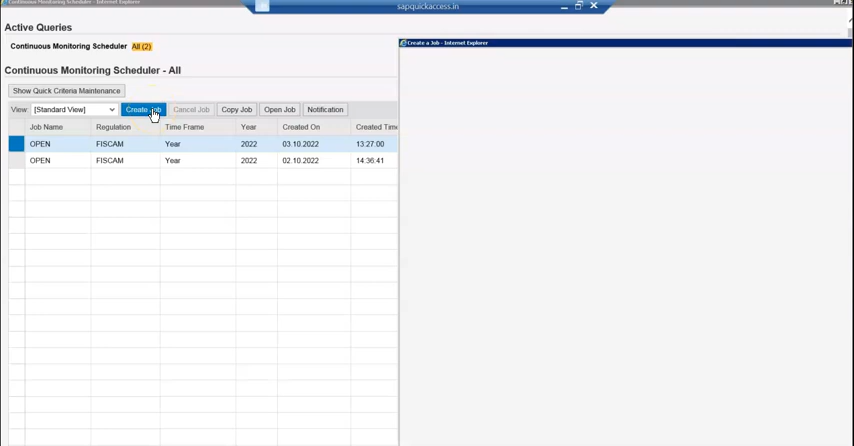 Continuous Monitoring Scheduler - Internet Explorer
sapquickaccess.in
Active Queries
Continuous Monitoring Scheduler All (2)
Create a Job - Internet Explorer
Continuous Monitoring Scheduler - All
Show Quick Criteria Maintenance
View [Standard View] Create Job Cancel Job Copy Job Open Job Notification
Job Name Regulation Time Frame Year Created On Created Time
OPEN FISCAM Year 2022 03.10.2022 13:27:00
OPEN FISCAM Year 2022 02.10.2022 14:36:41